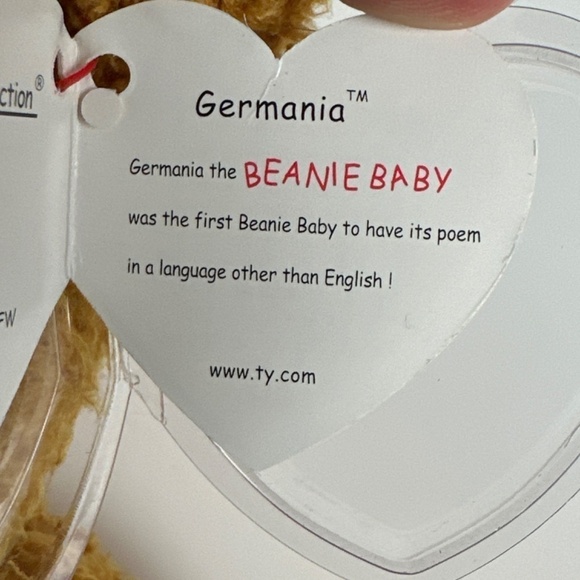 ction®
Germania™
Germania the BEANIE BABY
was the first Beanie Baby to have its poem
in a language other than English !
www.ty.com